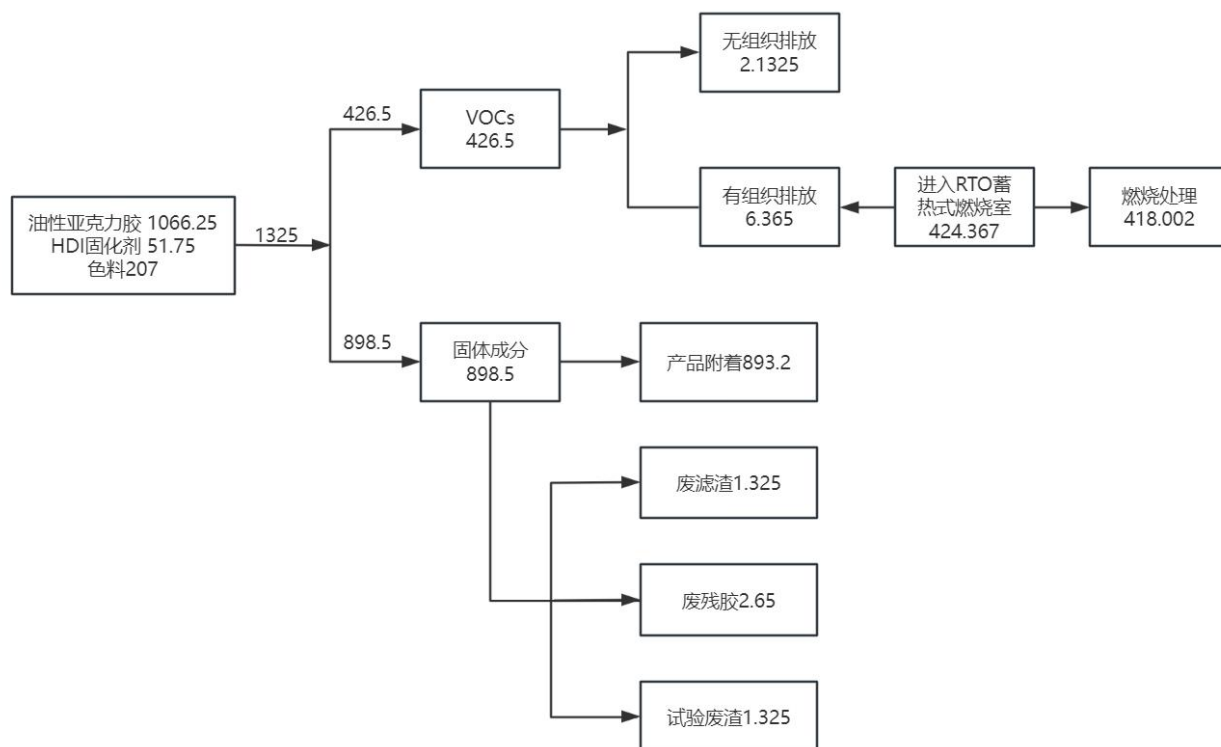 无组织排放
2.1325
426.5
VOCs
426.5
有组织排放
6.365
进入RTO蓄
热式燃烧室
424.367
燃烧处理
418.002
油性亚克力胶 1066.25
HDI固化剂 51.75
色料207
1325
898.5
固体成分
898.5
产品附着893.2
废滤渣1.325
废残胶2.65
试验废渣1.325